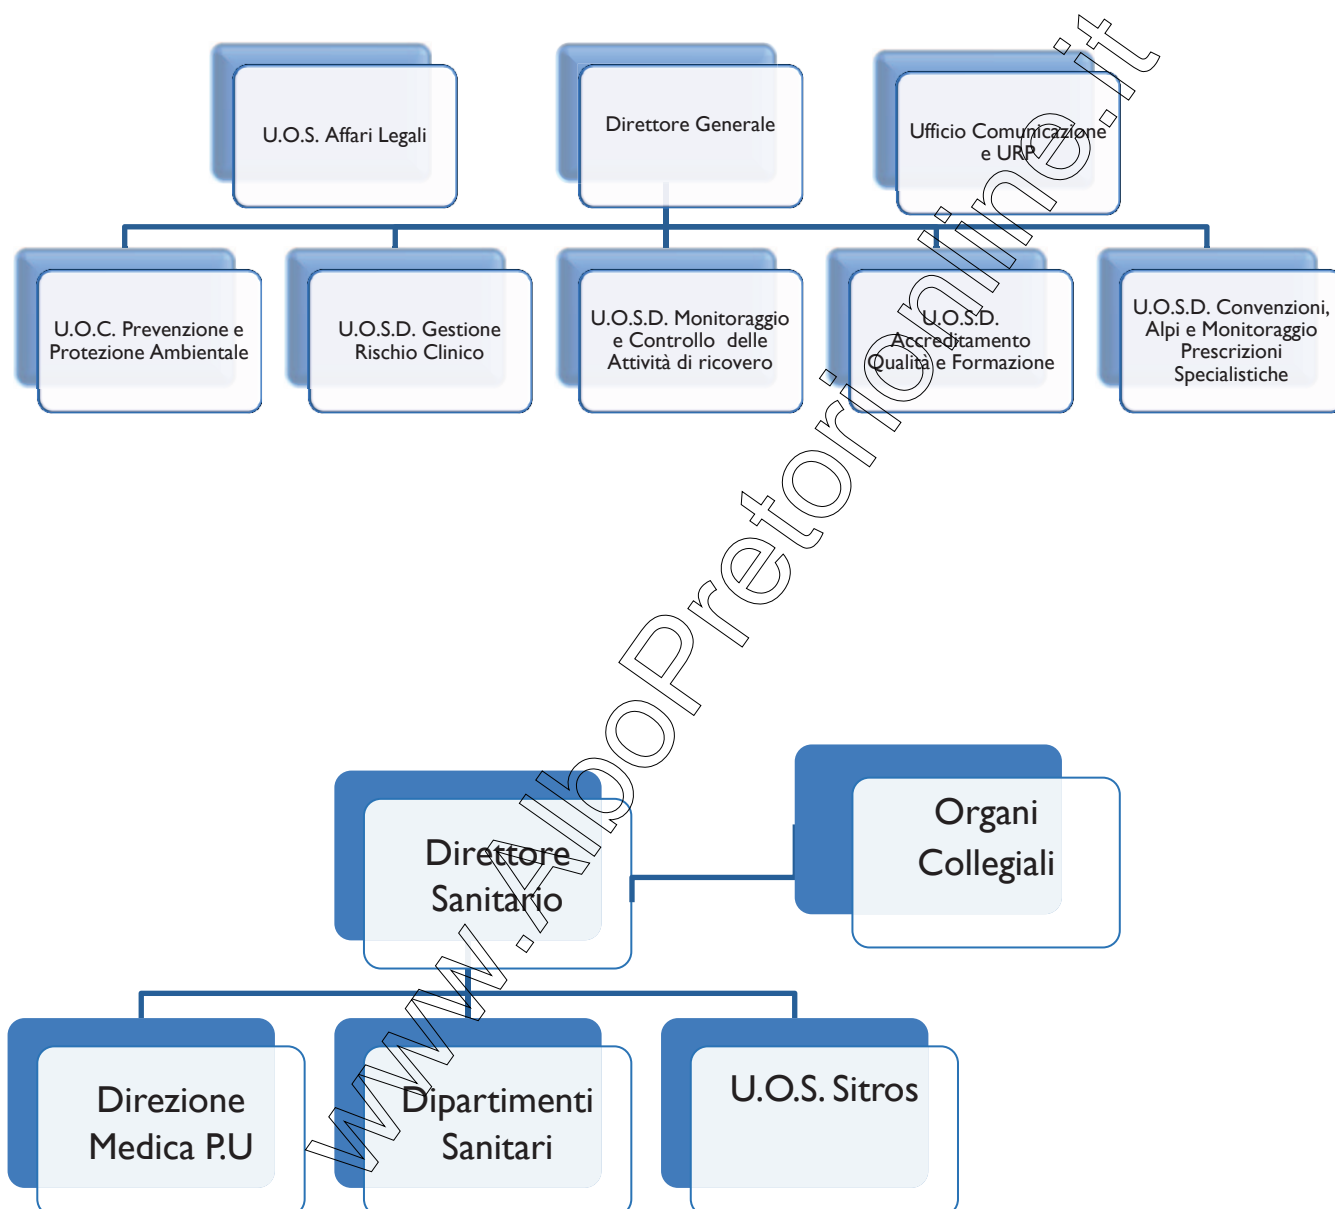 U.O.S. Affari Legali
Direttore Generale
Ufficio Comunicazione
e URP
U.O.C. Prevenzione e
Protezione Ambientale
U.O.S.D. Gestione
Rischio Clinico
U.O.S.D. Monitoraggio
e Controllo delle
Attività di ricovero
U.O.S.D.
Accreditamento
Qualità e Formazione
U.O.S.D. Convenzioni,
Alpi e Monitoraggio
Prescrizioni
Specialistiche
Direttore
Sanitario
Organi
Collegiali
Direzione
Medica P.U
Dipartimenti
Sanitari
U.O.S. Sitros
www.AlboPretorionline.it